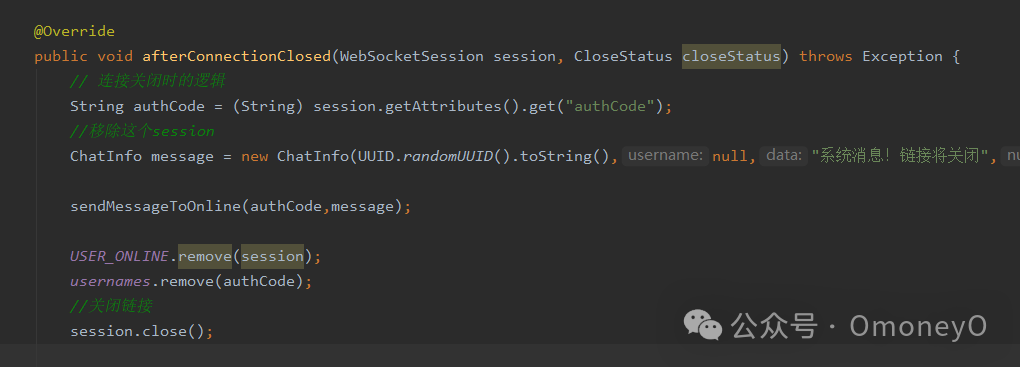 @Override
public void afterConnectionClosed(WebSocketSession session, CloseStatus closeStatus) throws Exception {
// 连接关闭时的逻辑
String authCode = (String) session.getAttributes().get("authCode");
//移除这个session
ChatInfo message = new ChatInfo(UUID.randomUUID().toString(), username: null, data: "系统消息！链接将关闭", nu
sendMessageToOnline(authCode,message);
USER_ONLINE.remove(session);
usernames.remove(authCode);
//关闭链接
session.close();
公众号 · OmoneyO